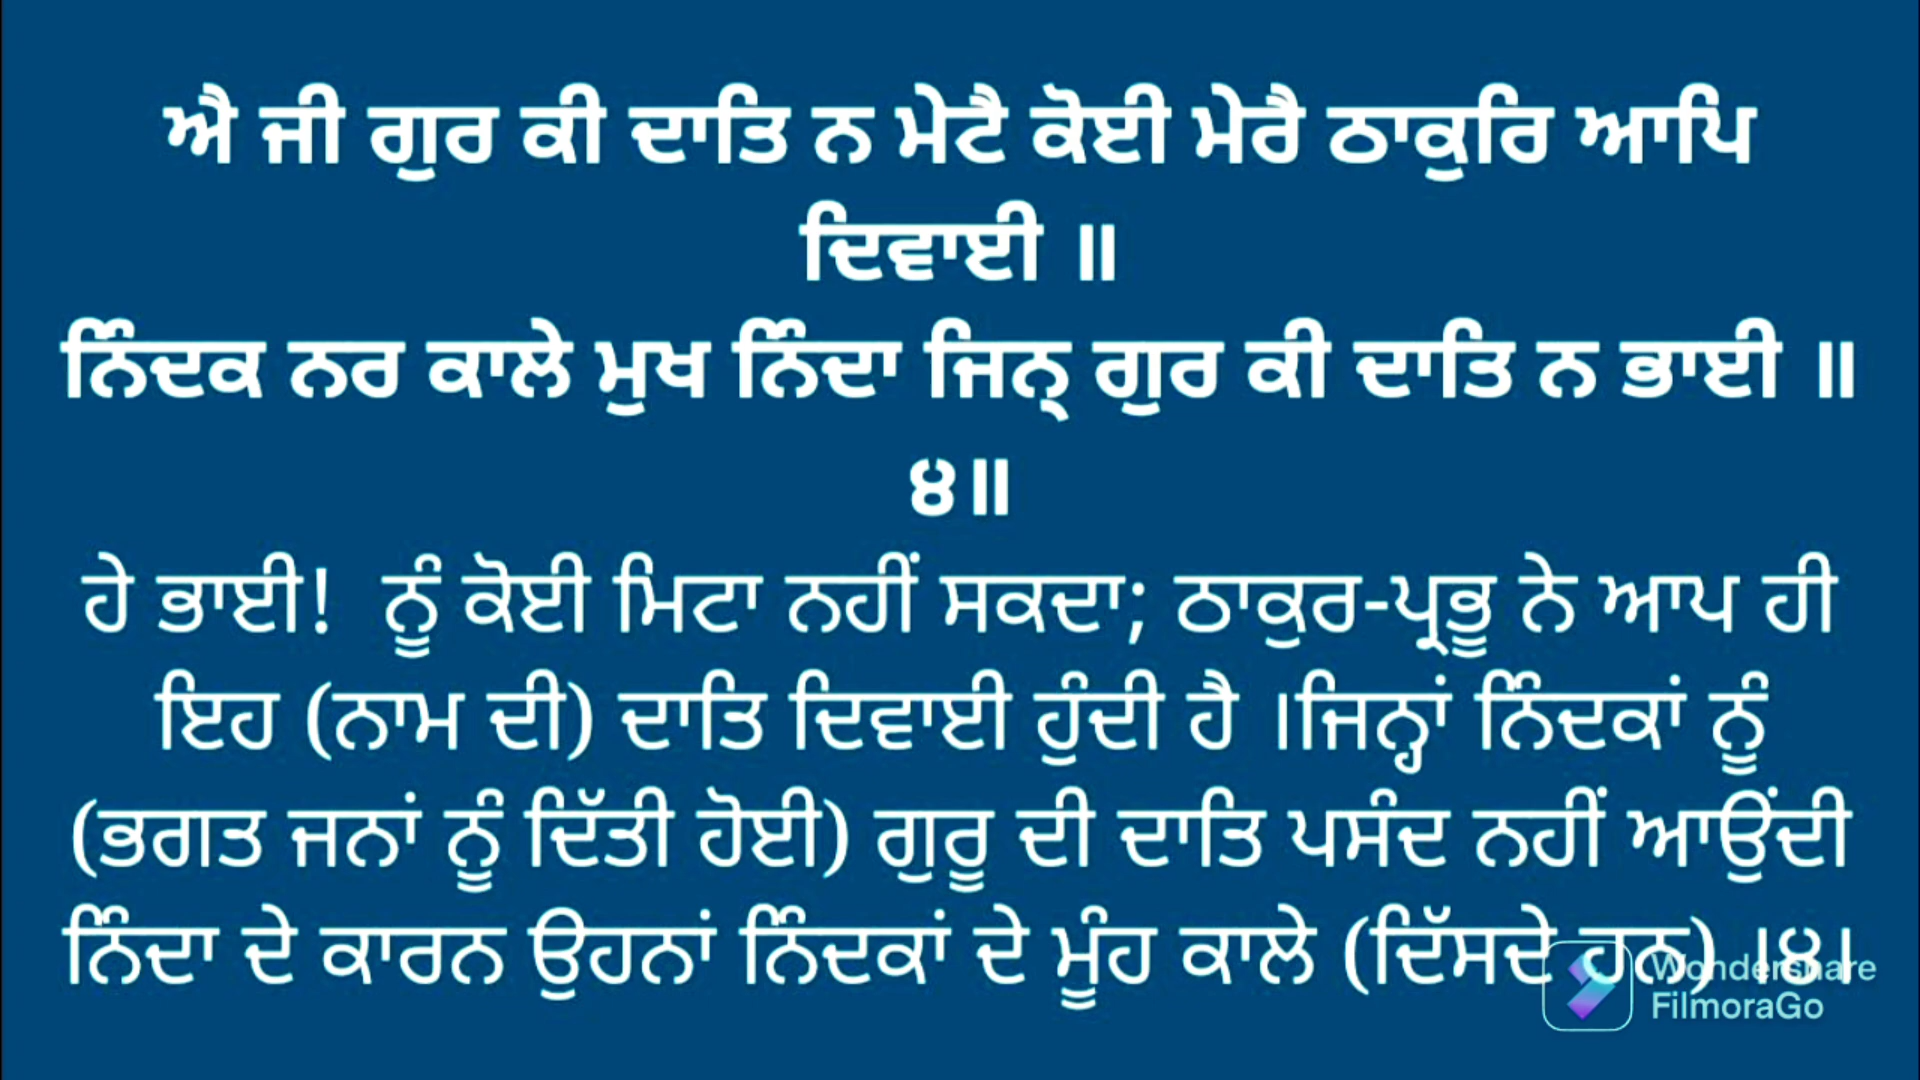 ਐ ਜੀ ਗੁਰ ਕੀ ਦਾਤਿ ਨ ਮੇਟੈ ਕੋਈ ਮੇਰੈ ਠਾਕੁਰਿ ਆਪਿ
ਦਿਵਾਈ ॥
ਨਿੰਦਕ ਨਰ ਕਾਲੇ ਮੁਖ ਨਿੰਦਾ ਜਿਨੑ ਗੁਰ ਕੀ ਦਾਤਿ ਨ ਭਾਈ ॥
੪॥
ਹੇ ਭਾਈ!  ਨੂੰ ਕੋਈ ਮਿਟਾ ਨਹੀਂ ਸਕਦਾ; ਠਾਕੁਰ-ਪ੍ਰਭੂ ਨੇ ਆਪ ਹੀ
ਇਹ (ਨਾਮ ਦੀ) ਦਾਤਿ ਦਿਵਾਈ ਹੁੰਦੀ ਹੈ ।ਜਿਨ੍ਹਾਂ ਨਿੰਦਕਾਂ ਨੂੰ
(ਭਗਤ ਜਨਾਂ ਨੂੰ ਦਿੱਤੀ ਹੋਈ) ਗੁਰੂ ਦੀ ਦਾਤਿ ਪਸੰਦ ਨਹੀਂ ਆਉਂਦੀ
ਨਿੰਦਾ ਦੇ ਕਾਰਨ ਉਹਨਾਂ ਨਿੰਦਕਾਂ ਦੇ ਮੂੰਹ ਕਾਲੇ (ਦਿੱਸਦੇ ਹਨ) ।੪।
Wondershare
FilmoraGo